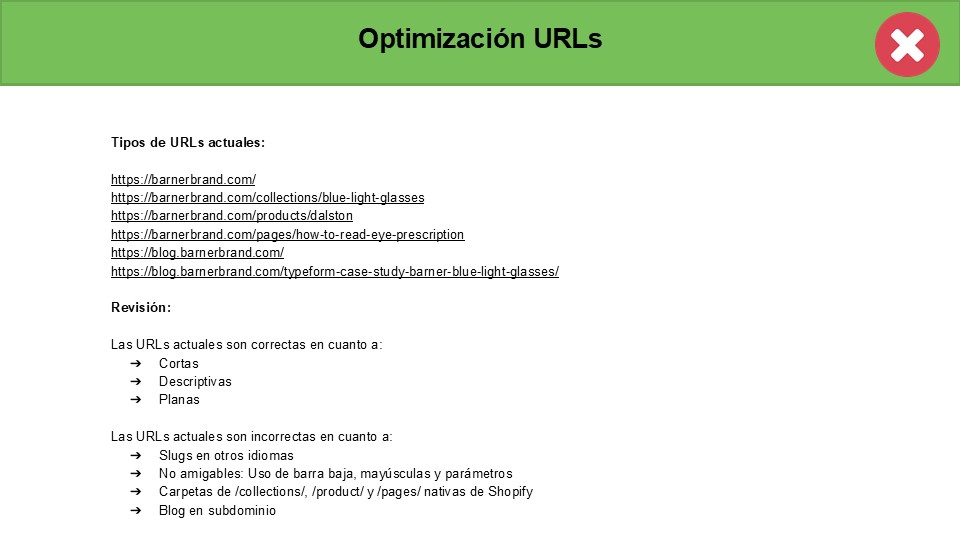 Optimización URLs
Tipos de URLs actuales:
https://barnerbrand.com/
https://barnerbrand.com/collections/blue-light-glasses
https://barnerbrand.com/products/dalston
https://barnerbrand.com/pages/how-to-read-eye-prescription
https://blog.barnerbrand.com/
https://blog.barnerbrand.com/typeform-case-study-barner-blue-light-glasses/
Revisión:
Las URLs actuales son correctas en cuanto a:
➔ Cortas
➔ Descriptivas
➔ Planas
Las URLs actuales son incorrectas en cuanto a:
➔ Slugs en otros idiomas
➔ No amigables: Uso de barra baja, mayúsculas y parámetros
➔ Carpetas de /collections/, /product/ y /pages/ nativas de Shopify
➔ Blog en subdominio